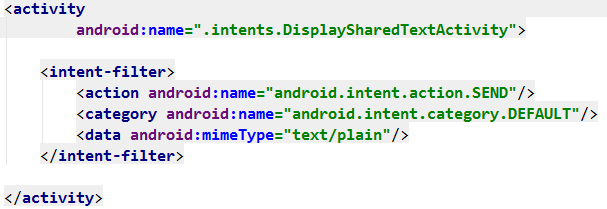 <activity
android:name=".intents.DisplaySharedTextActivity">
<intent-filter>
<action android:name="android.intent.action.SEND"/>
<category android:name="android.intent.category.DEFAULT"/>
<data android:mimeType="text/plain"/>
</intent-filter>
</activity>